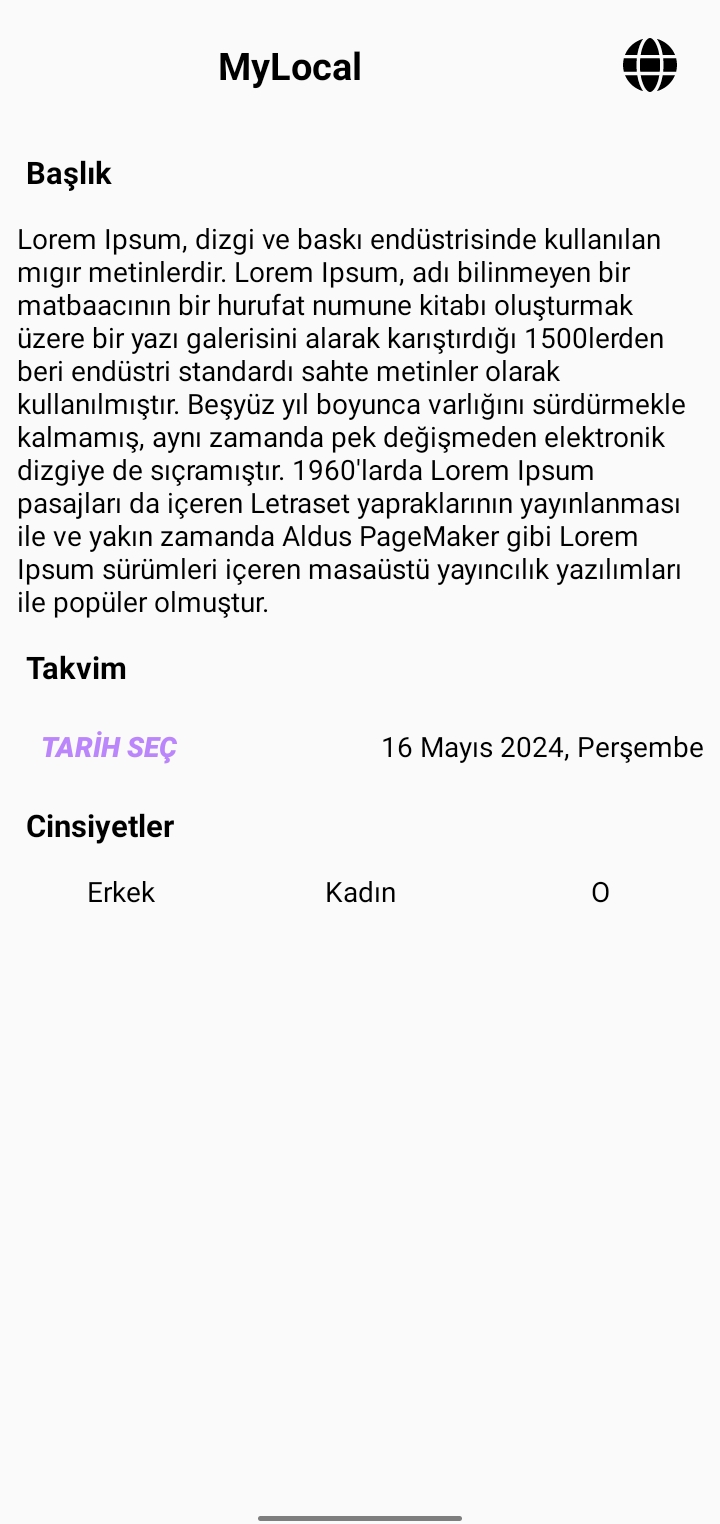 MyLocal
Başlık
Lorem Ipsum, dizgi ve baskı endüstrisinde kullanılan
mıgır metinlerdir. Lorem Ipsum, adı bilinmeyen bir
matbaacının bir hurufat numune kitabı oluşturmak
üzere bir yazı galerisini alarak karıştırdığı 1500lerden
beri endüstri standardı sahte metinler olarak
kullanılmıştır. Beşyüz yıl boyunca varlığını sürdürmekle
kalmamış, aynı zamanda pek değişmeden elektronik
dizgiye de sıçramıştır. 1960'larda Lorem Ipsum
pasajları da içeren Letraset yapraklarının yayınlanması
ile ve yakın zamanda Aldus PageMaker gibi Lorem
Ipsum sürümleri içeren masaüstü yayıncılık yazılımları
ile popüler olmuştur.
Takvim
TARİH SEÇ 16 Mayıs 2024, Perşembe
Cinsiyetler
Erkek Kadın O